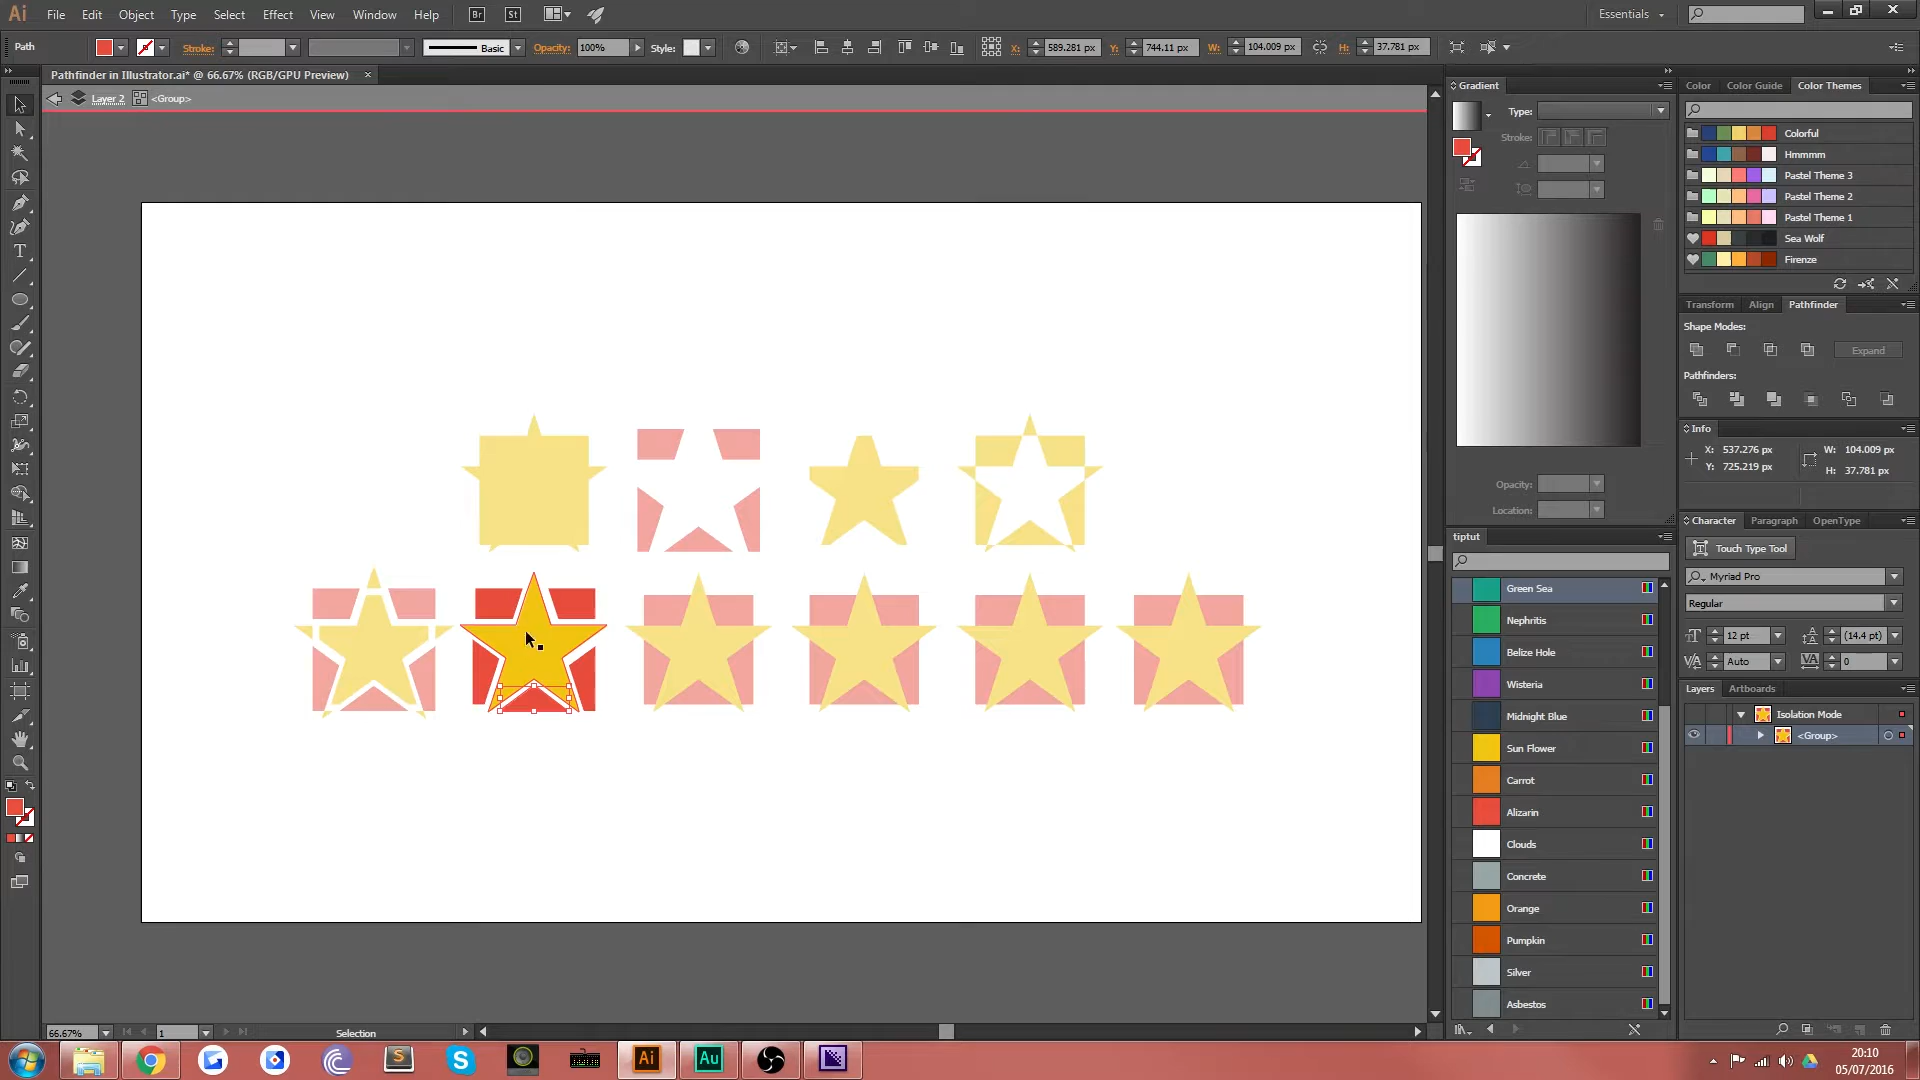 Ai File Edit Object Type Select Effect View Window Help Br St Essentials
Path Stroke: Basic Opacity: 100% Style: X: 589.281 px Y: 744.11 px W: 104.009 px H: 37.781 px
Pathfinder in Illustrator.ai* @ 66.67% (RGB/GPU Preview)
Layer 2 <Group>
Gradient
Type:
Stroke:
Opacity:
Location:
tiptut
Green Sea
Nephritis
Belize Hole
Wisteria
Midnight Blue
Sun Flower
Carrot
Alizarin
Clouds
Concrete
Orange
Pumpkin
Silver
Asbestos
Color Color Guide Color Themes
Colorful
Hmmmm
Pastel Theme 3
Pastel Theme 2
Pastel Theme 1
Sea Wolf
Firenze
Transform Align Pathfinder
Shape Modes:
Expand
Pathfinders:
Info
X: 537.276 px W: 104.009 px
Y: 725.219 px H: 37.781 px
Character Paragraph OpenType
Touch Type Tool
Myriad Pro
Regular
12 pt (14.4 pt)
Auto 0
Layers Artboards
Isolation Mode
<Group>
66.67% 1 Selection
Ai Au
20:10
05/07/2016